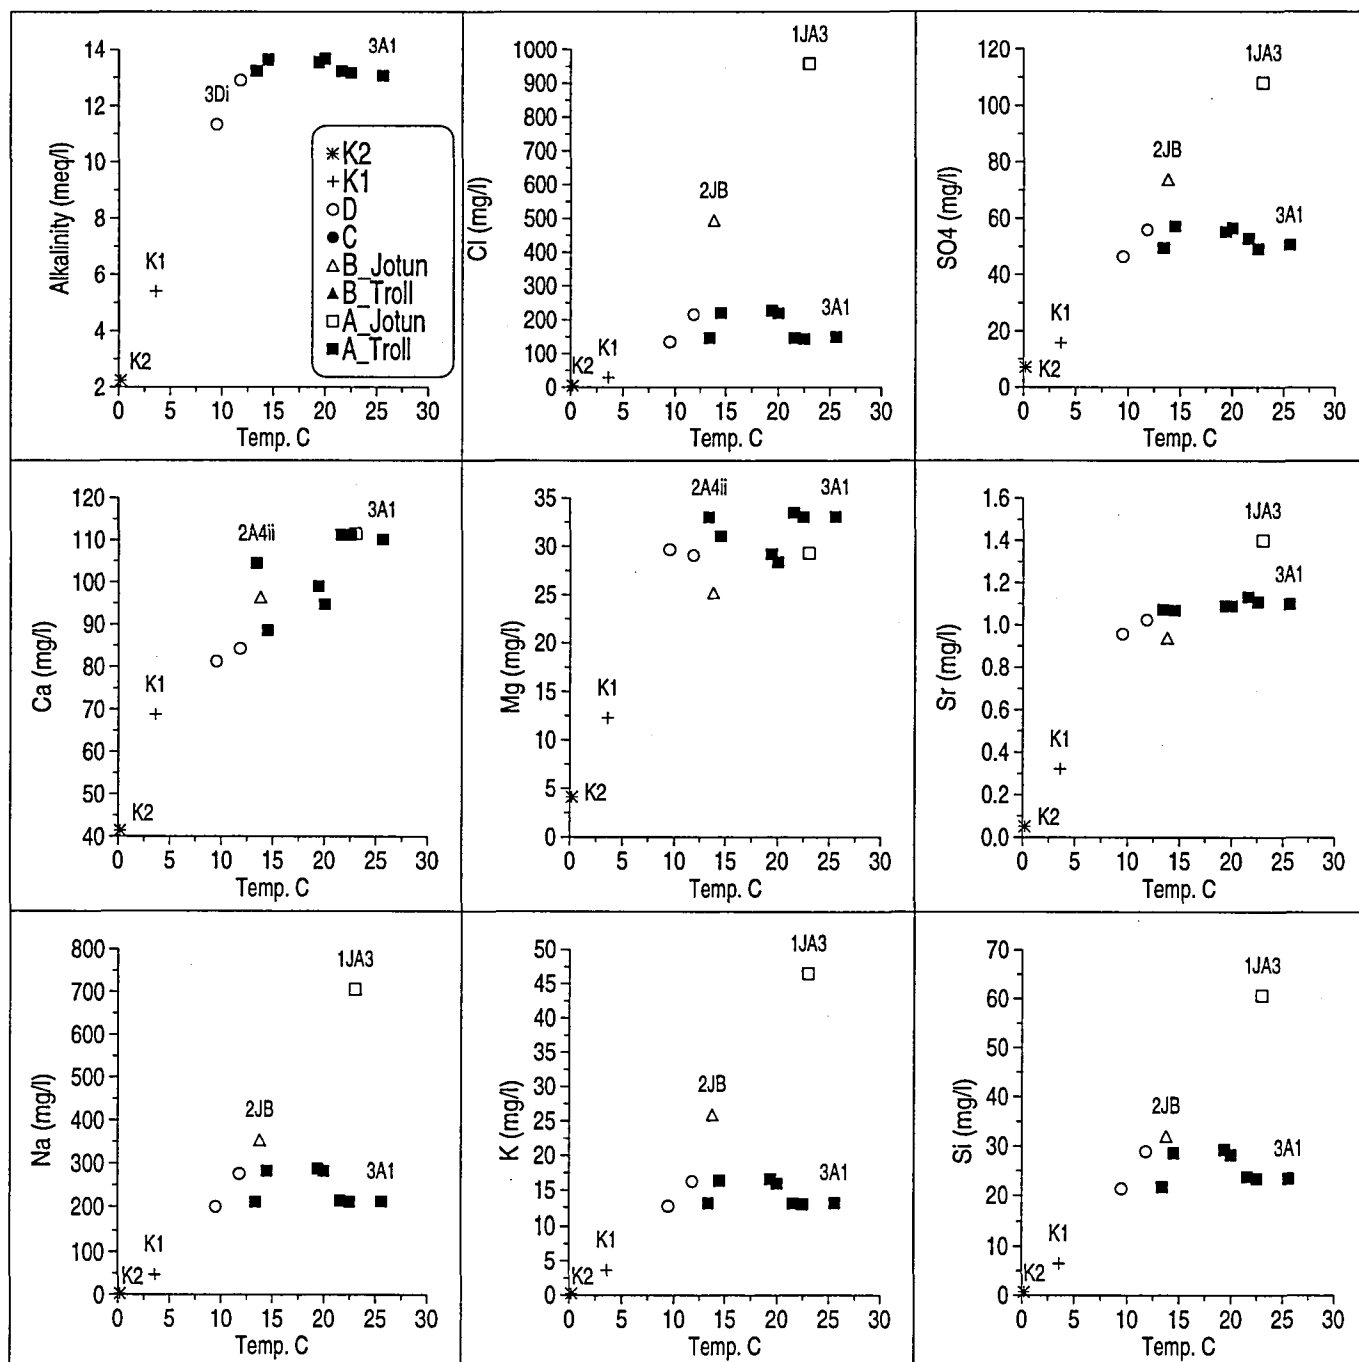 14
12
10
8
6
4
2
Alkalinity (meq/l)
3A1
3Di
K1
K2
K2
K1
D
C
B_Jotun
B_Troll
A_Jotun
A_Troll
0 5 10 15 20 25 30
Temp. C
1000
900
800
700
600
500
400
300
200
100
0
Cl (mg/l)
1JA3
2JB
3A1
K2 K1
0 5 10 15 20 25 30
Temp. C
120
100
80
60
40
20
0
SO4 (mg/l)
1JA3
2JB
3A1
K1
K2
0 5 10 15 20 25 30
Temp. C
120
110
100
90
80
70
60
50
40
Ca (mg/l)
2A4ii
3A1
K1
K2
0 5 10 15 20 25 30
Temp. C
35
30
25
20
15
10
5
0
Mg (mg/l)
2A4ii
3A1
K1
K2
0 5 10 15 20 25 30
Temp. C
1.6
1.4
1.2
1.0
0.8
0.6
0.4
0.2
0.0
Sr (mg/l)
1JA3
3A1
K1
K2
0 5 10 15 20 25 30
Temp. C
800
700
600
500
400
350
300
200
100
0
Na (mg/l)
1JA3
2JB
3A1
K1
K2
0 5 10 15 20 25 30
Temp. C
50
45
40
35
30
25
20
15
10
5
0
K (mg/l)
1JA3
2JB
3A1
K1
K2
0 5 10 15 20 25 30
Temp. C
70
60
50
40
30
20
10
0
Si (mg/l)
1JA3
2JB
3A1
K1
K2
0 5 10 15 20 25 30
Temp. C